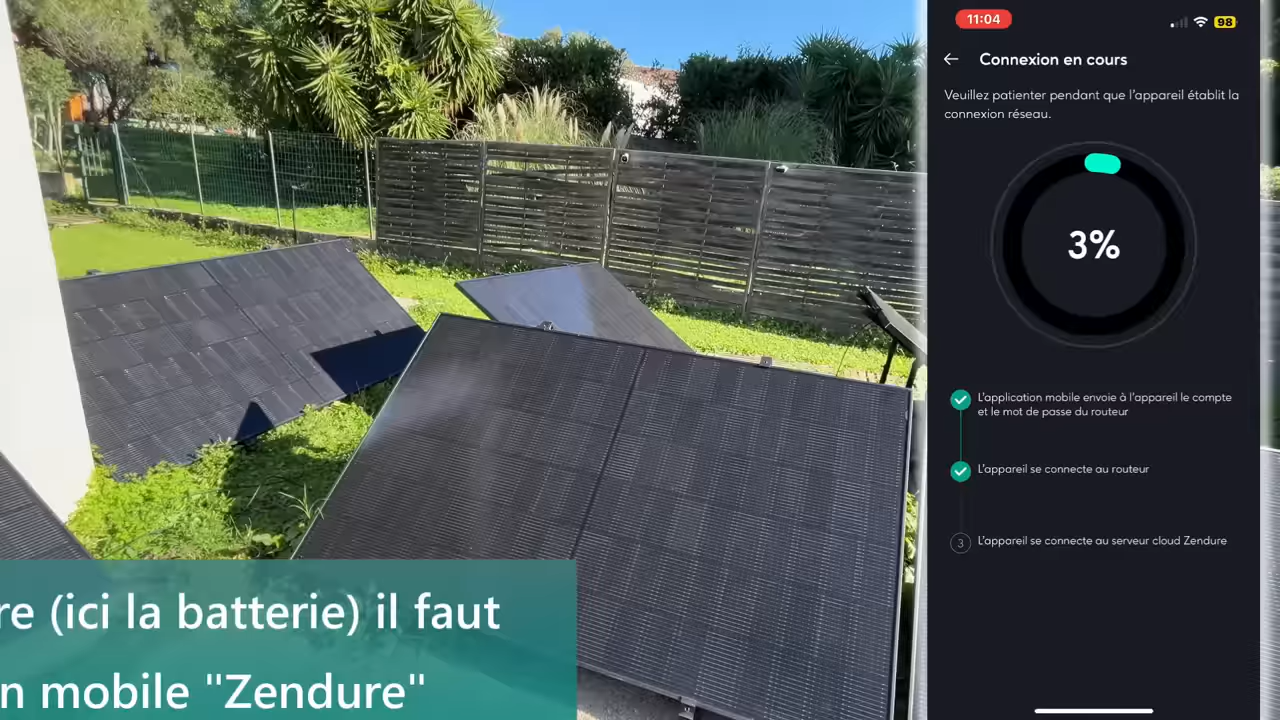 11:04
98
Connexion en cours
Veuillez patienter pendant que l'appareil établit la
connexion réseau.
3%
L'application mobile envoie à l'appareil le compte
et le mot de passe du routeur
L'appareil se connecte au routeur
3
L'appareil se connecte au serveur cloud Zendure
re (ici la batterie) il faut
n mobile "Zendure"